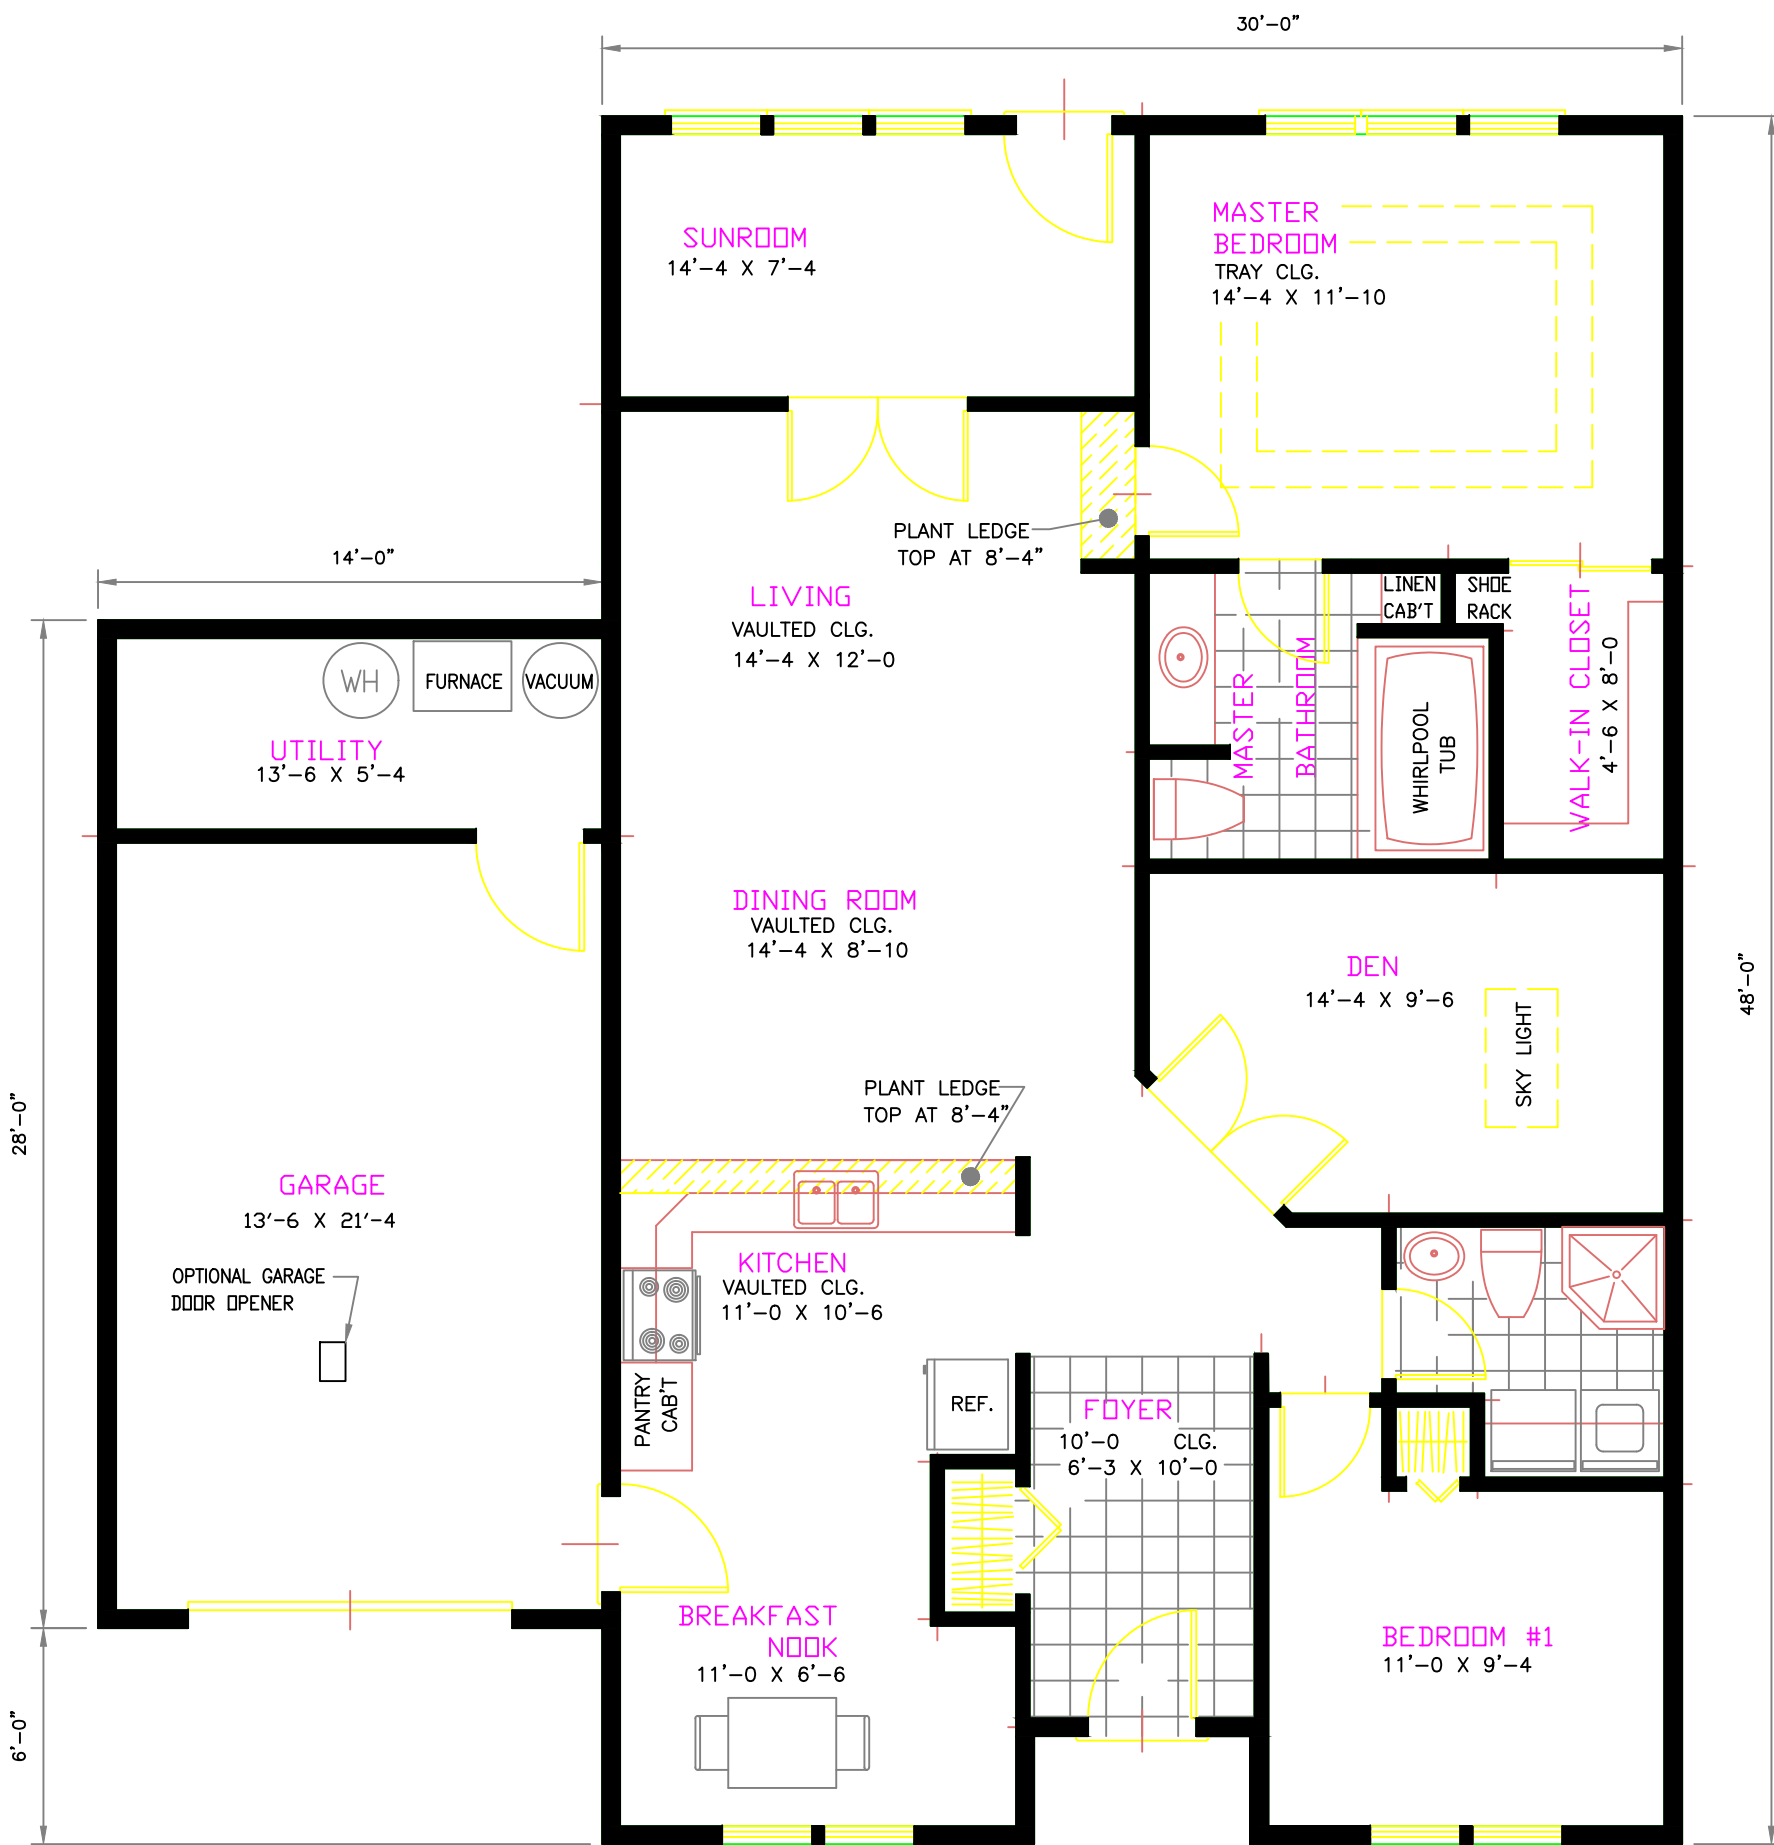 30'-0"
SUNROOM
14'-4 X 7'-4
MASTER
BEDROOM
TRAY CLG.
14'-4 X 11'-10
PLANT LEDGE
TOP AT 8'-4"
14'-0"
LIVING
VAULTED CLG.
14'-4 X 12'-0
LINEN
CAB'T
SHOE
RACK
WH
FURNACE
VACUUM
UTILITY
13'-6 X 5'-4
MASTER
BATHROOM
WHIRLPOOL
TUB
WALK-IN CLOSET
4'-6 X 8'-0
DINING ROOM
VAULTED CLG.
14'-4 X 8'-10
DEN
14'-4 X 9'-6
SKY LIGHT
48'-0"
28'-0"
PLANT LEDGE
TOP AT 8'-4"
GARAGE
13'-6 X 21'-4
OPTIONAL GARAGE
DOOR OPENER
KITCHEN
VAULTED CLG.
11'-0 X 10'-6
PANTRY
CAB'T
REF.
FOYER
10'-0 CLG.
6'-3 X 10'-0
BREAKFAST
NOOK
11'-0 X 6'-6
BEDROOM #1
11'-0 X 9'-4
6'-0"